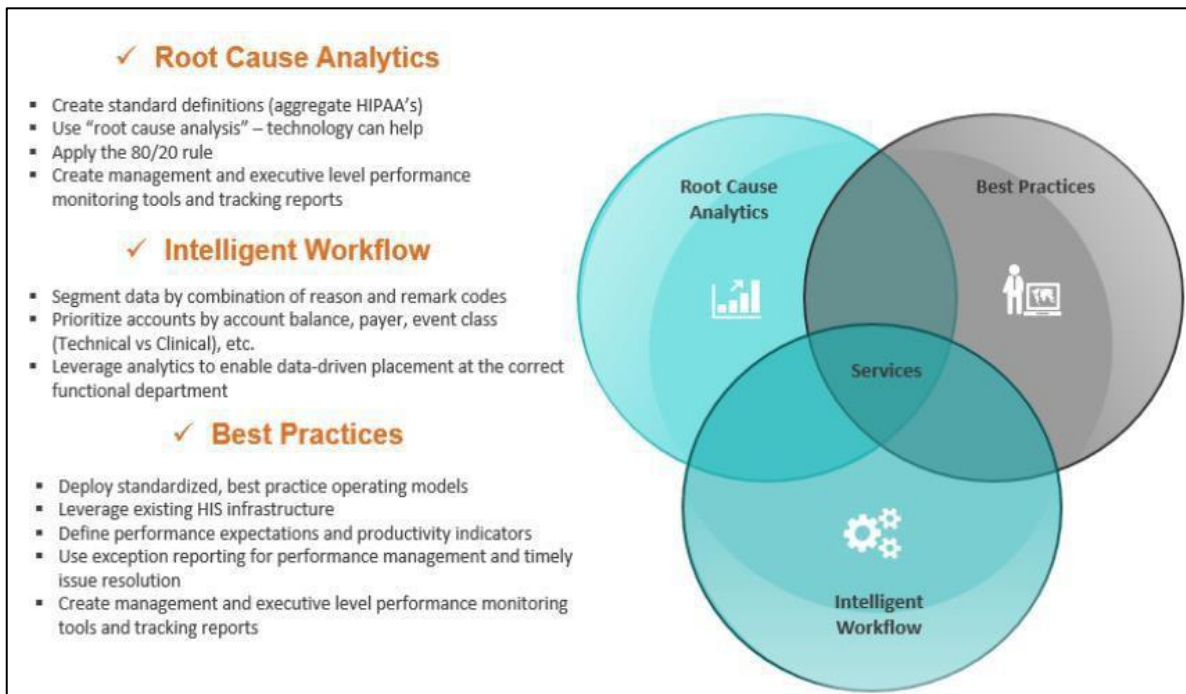 ✓ Root Cause Analytics
▪ Create standard definitions (aggregate HIPAA's)
▪ Use “root cause analysis” – technology can help
▪ Apply the 80/20 rule
▪ Create management and executive level performance
monitoring tools and tracking reports
✓ Intelligent Workflow
▪ Segment data by combination of reason and remark codes
▪ Prioritize accounts by account balance, payer, event class
(Technical vs Clinical), etc.
▪ Leverage analytics to enable data-driven placement at the correct
functional department
✓ Best Practices
▪ Deploy standardized, best practice operating models
▪ Leverage existing HIS infrastructure
▪ Define performance expectations and productivity indicators
▪ Use exception reporting for performance management and timely
issue resolution
▪ Create management and executive level performance monitoring
tools and tracking reports
Root Cause
Analytics
Best Practices
Services
Intelligent
Workflow